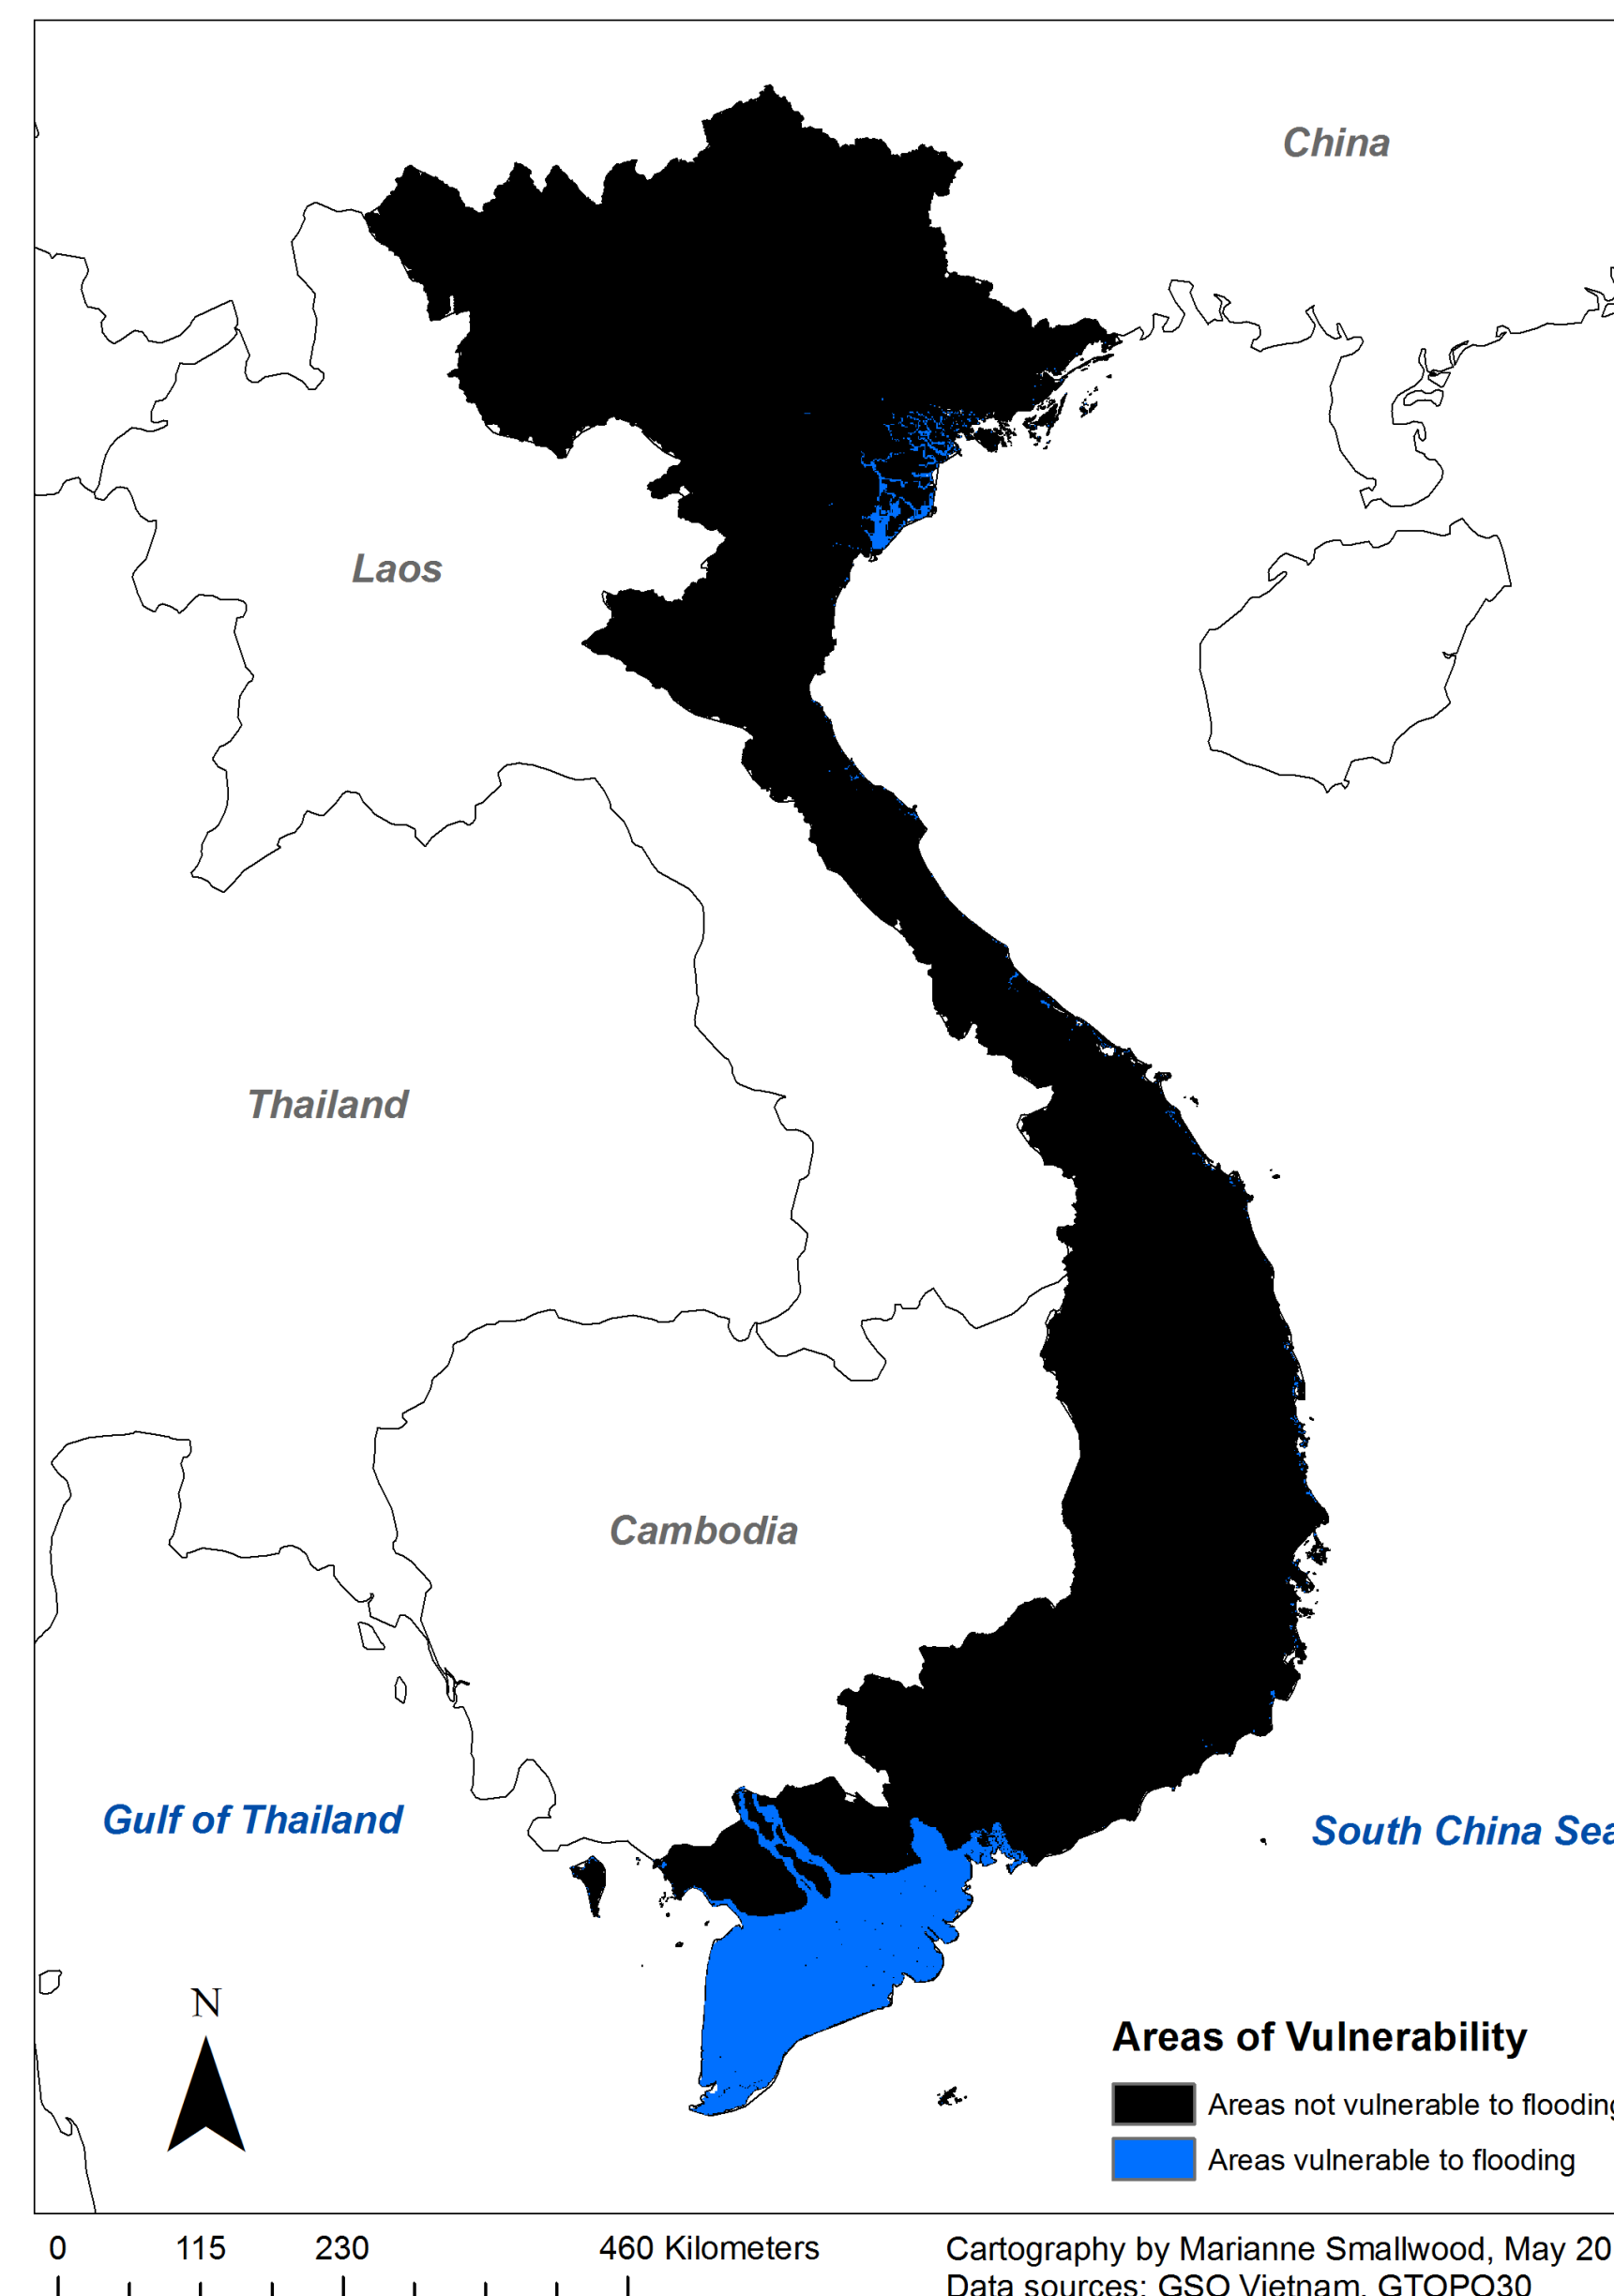 China
Laos
Thailand
Cambodia
Gulf of Thailand
South China Sea
N
Areas of Vulnerability
Areas not vulnerable to flooding
Areas vulnerable to flooding
0 115 230 460 Kilometers
Cartography by Marianne Smallwood, May 20
Data sources: GSO Vietnam, GTOPO30